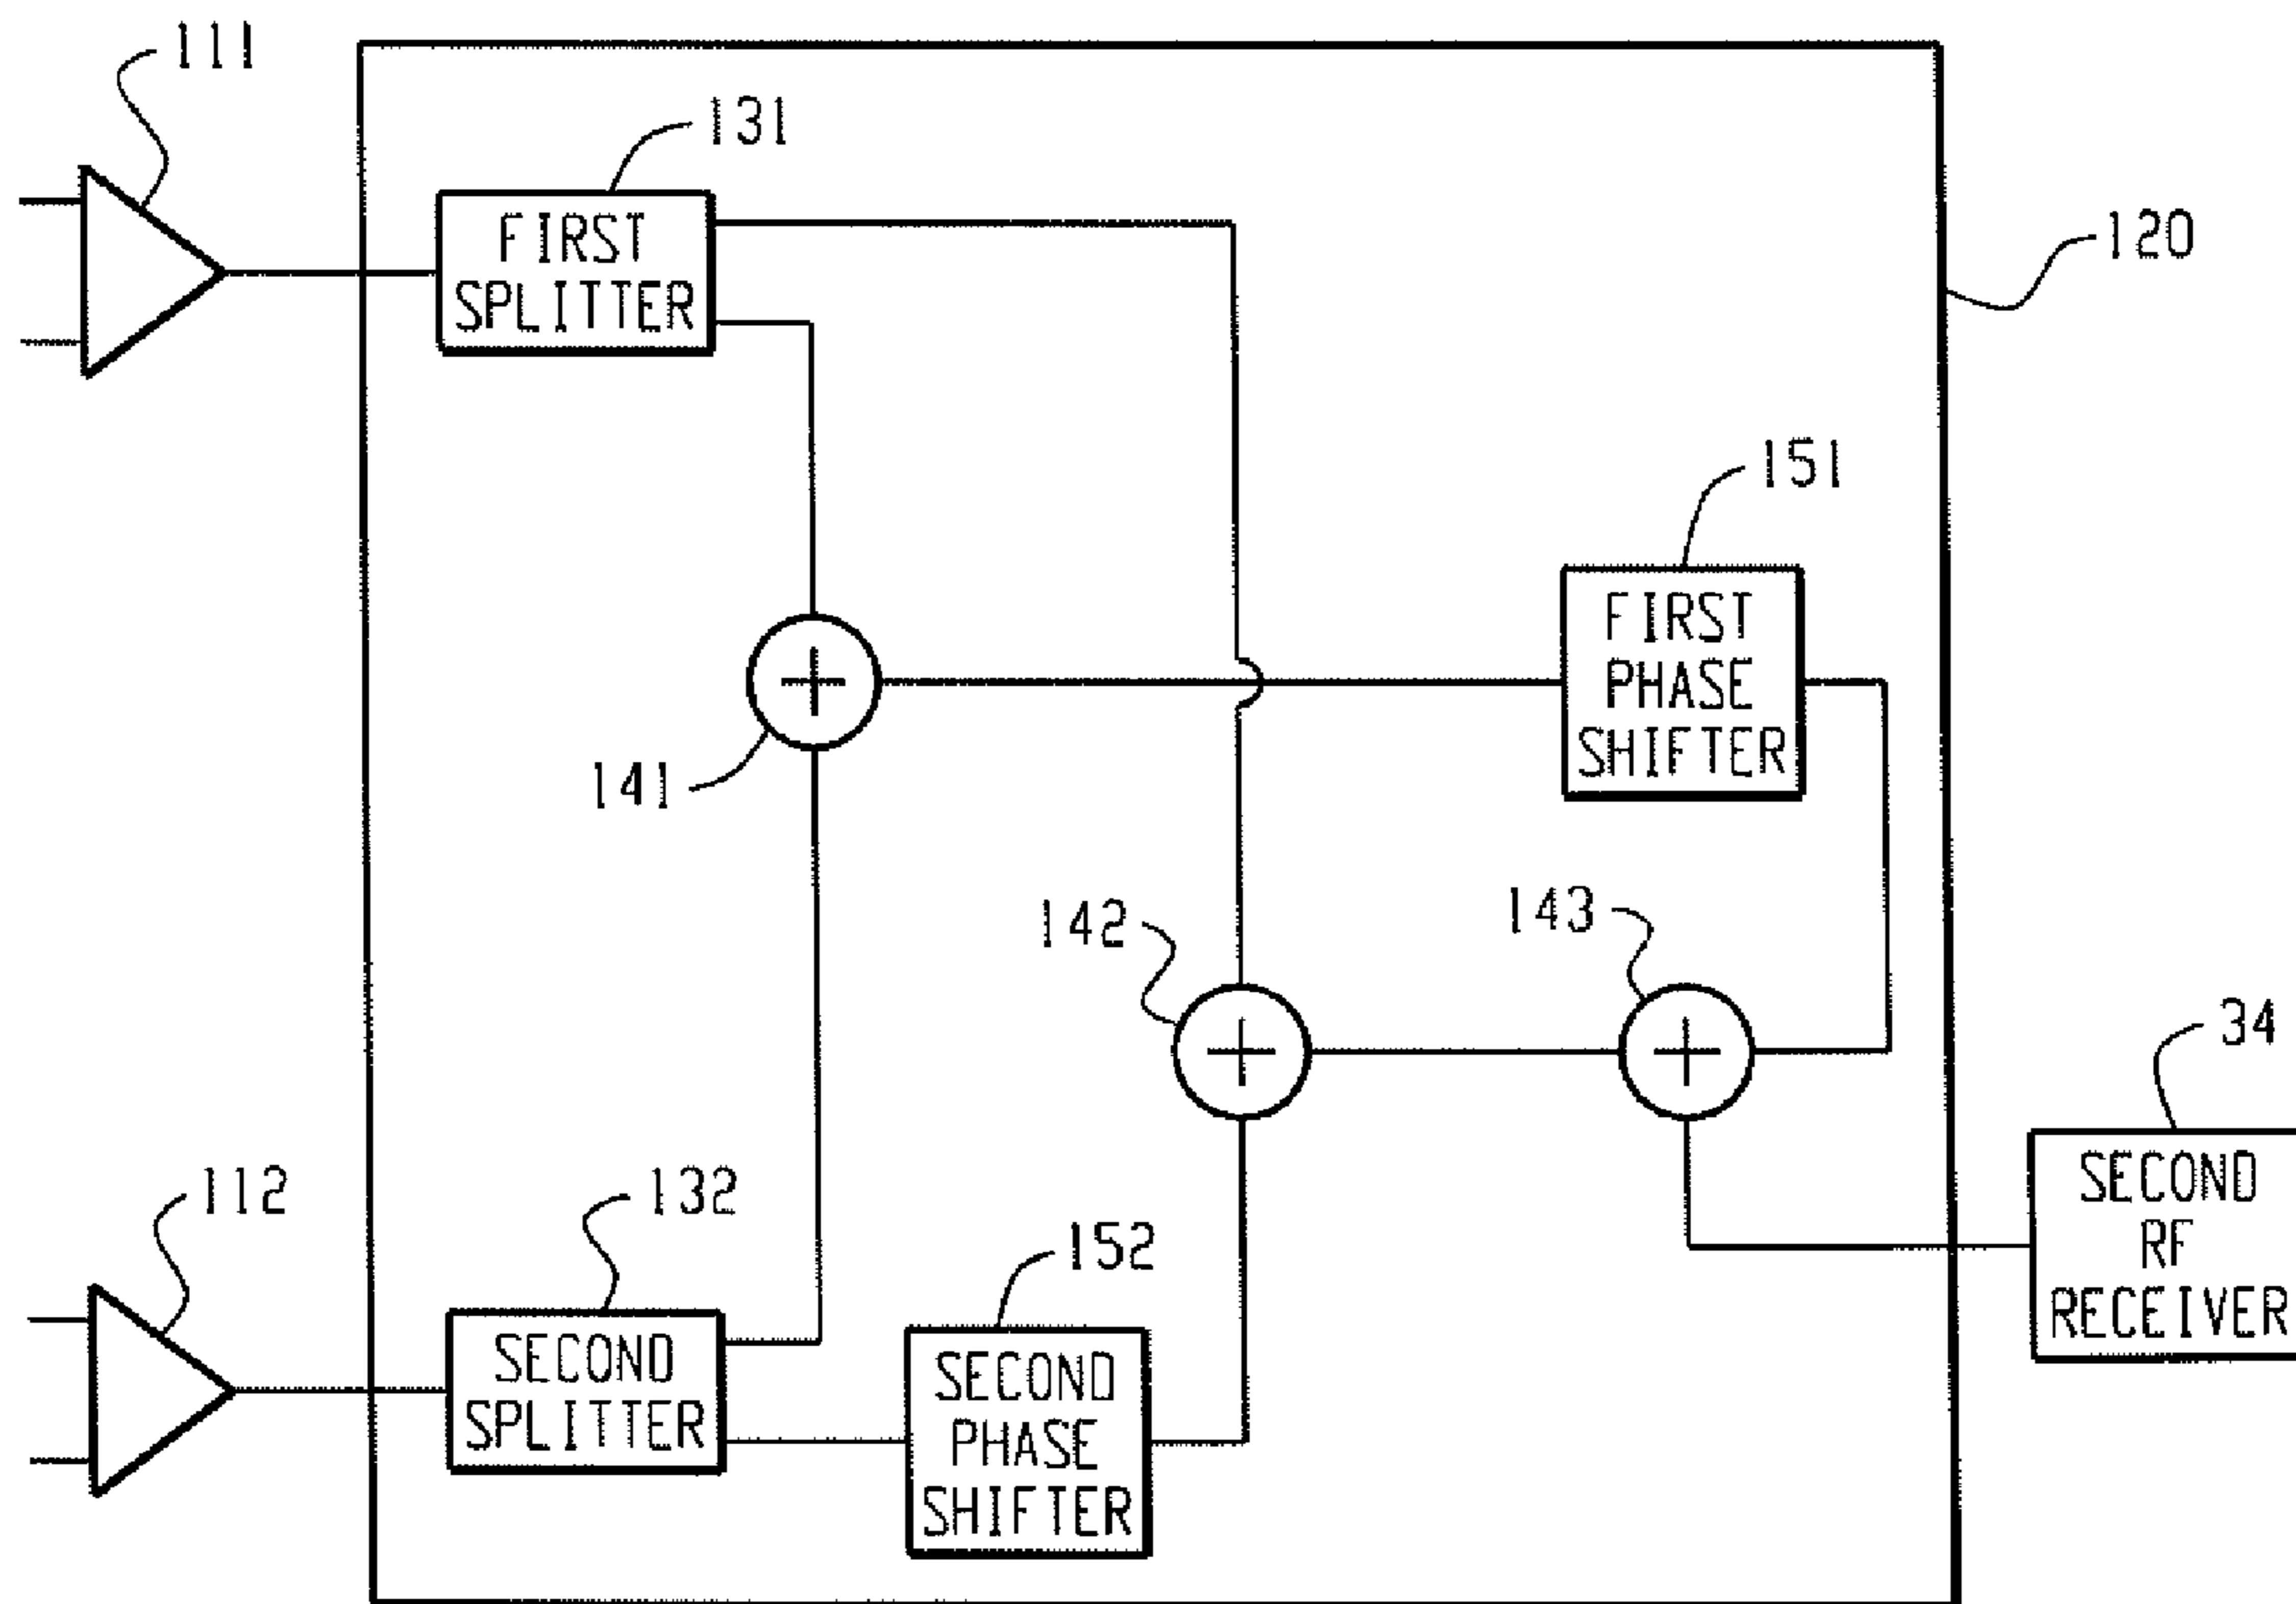 111
131
FIRST
SPLITTER
120
151
FIRST
PHASE
SHIFTER
141
142
143
34
112
132
152
SECOND
RF
RECEIVER
SECOND
SPLITTER
SECOND
PHASE
SHIFTER